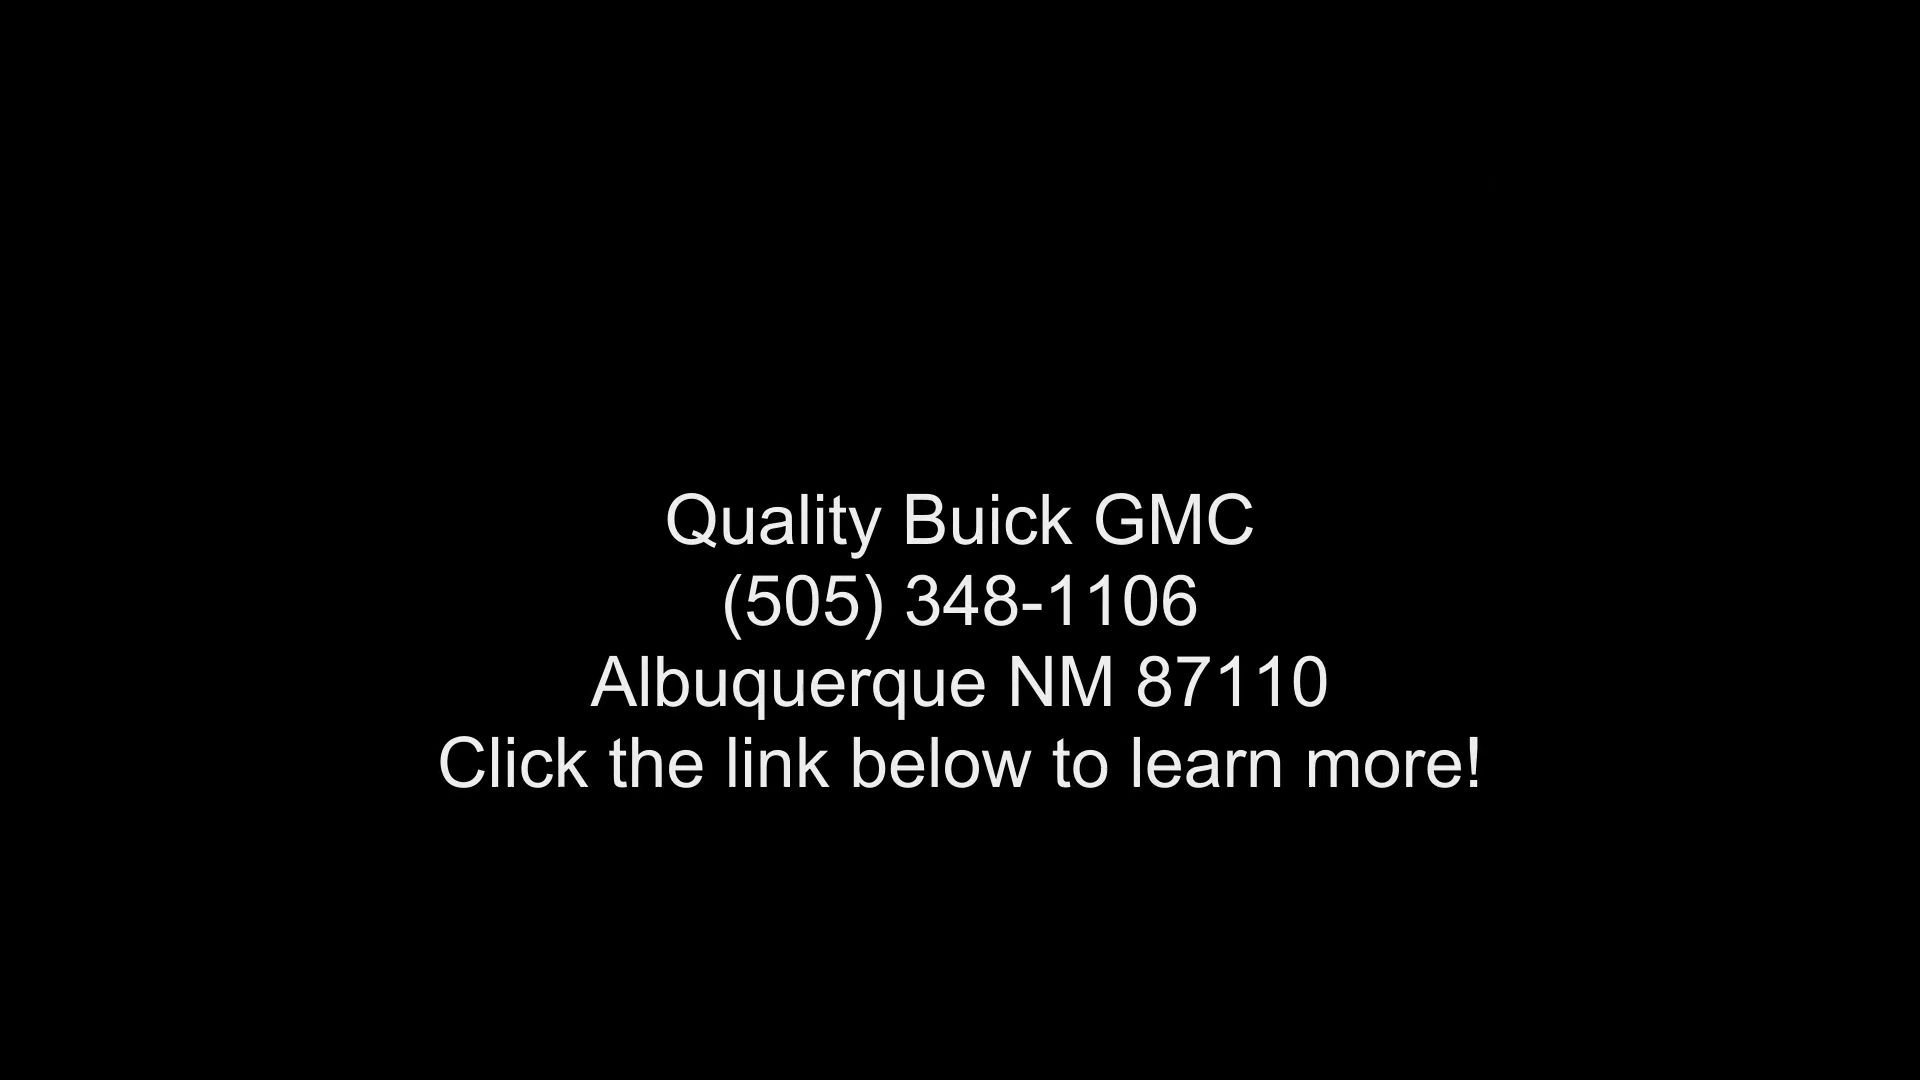 Quality Buick GMC
(505) 348-1106
Albuquerque NM 87110
Click the link below to learn more!